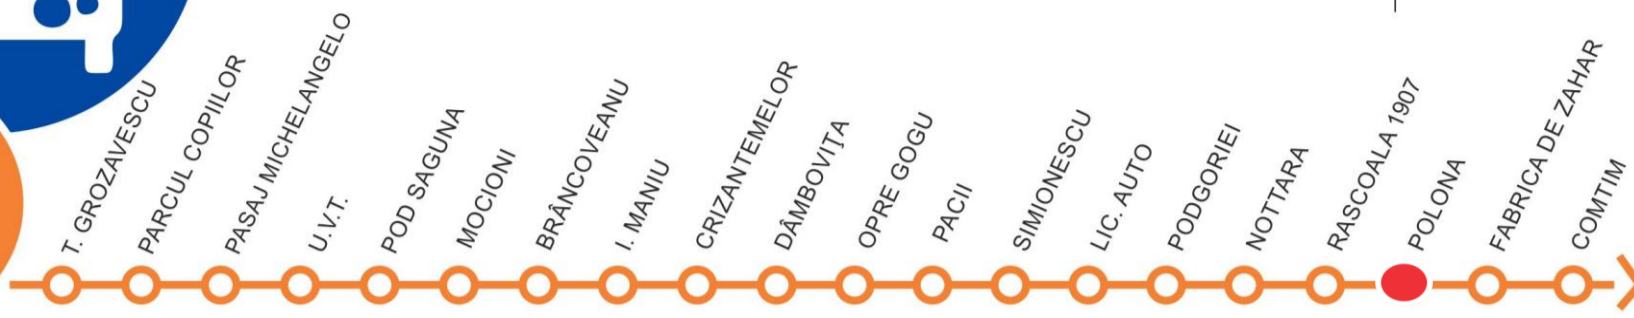 T. GROZAVESCU
PARCUL COPIILOR
PASAJ MICHELANGELO
U.V.T.
POD SAGUNA
MOCIONI
BRÂNCOVEANU
I. MANIU
CRIZANTEMELOR
DÂMBOVIŢA
OPRE GOGU
PACII
SIMIONESCU
LIC. AUTO
PODGORIEI
NOTTARA
RASCOALA 1907
POLONA
FABRICA DE ZAHAR
COMTIM